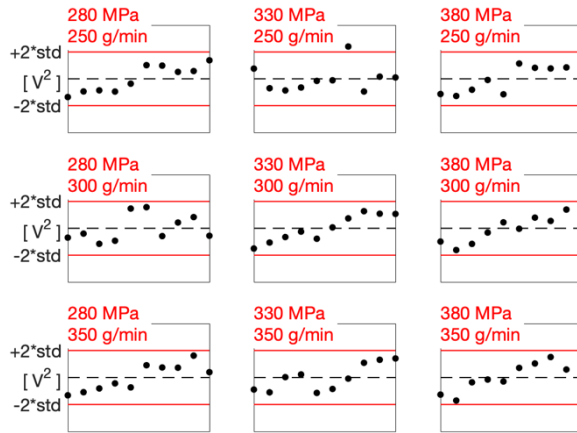 280 MPa
250 g/min
330 MPa
250 g/min
380 MPa
250 g/min
+2*std
[ V² ]
-2*std
280 MPa
300 g/min
330 MPa
300 g/min
380 MPa
300 g/min
+2*std
[ V² ]
-2*std
280 MPa
350 g/min
330 MPa
350 g/min
380 MPa
350 g/min
+2*std
[ V² ]
-2*std